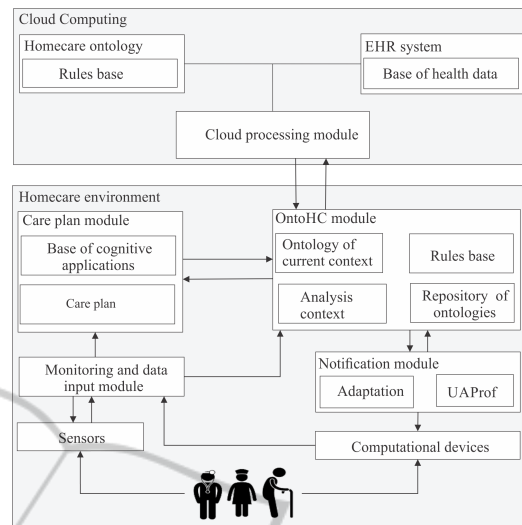 Cloud Computing
Homecare ontology
Rules base
EHR system
Base of health data
Cloud processing module
Homecare environment
Care plan module
Base of cognitive
applications
Care plan
OntoHC module
Ontology of
current context
Rules base
Analysis
context
Repository of
ontologies
Monitoring and data
input module
Notification module
Adaptation
UAProf
Sensors
Computational devices